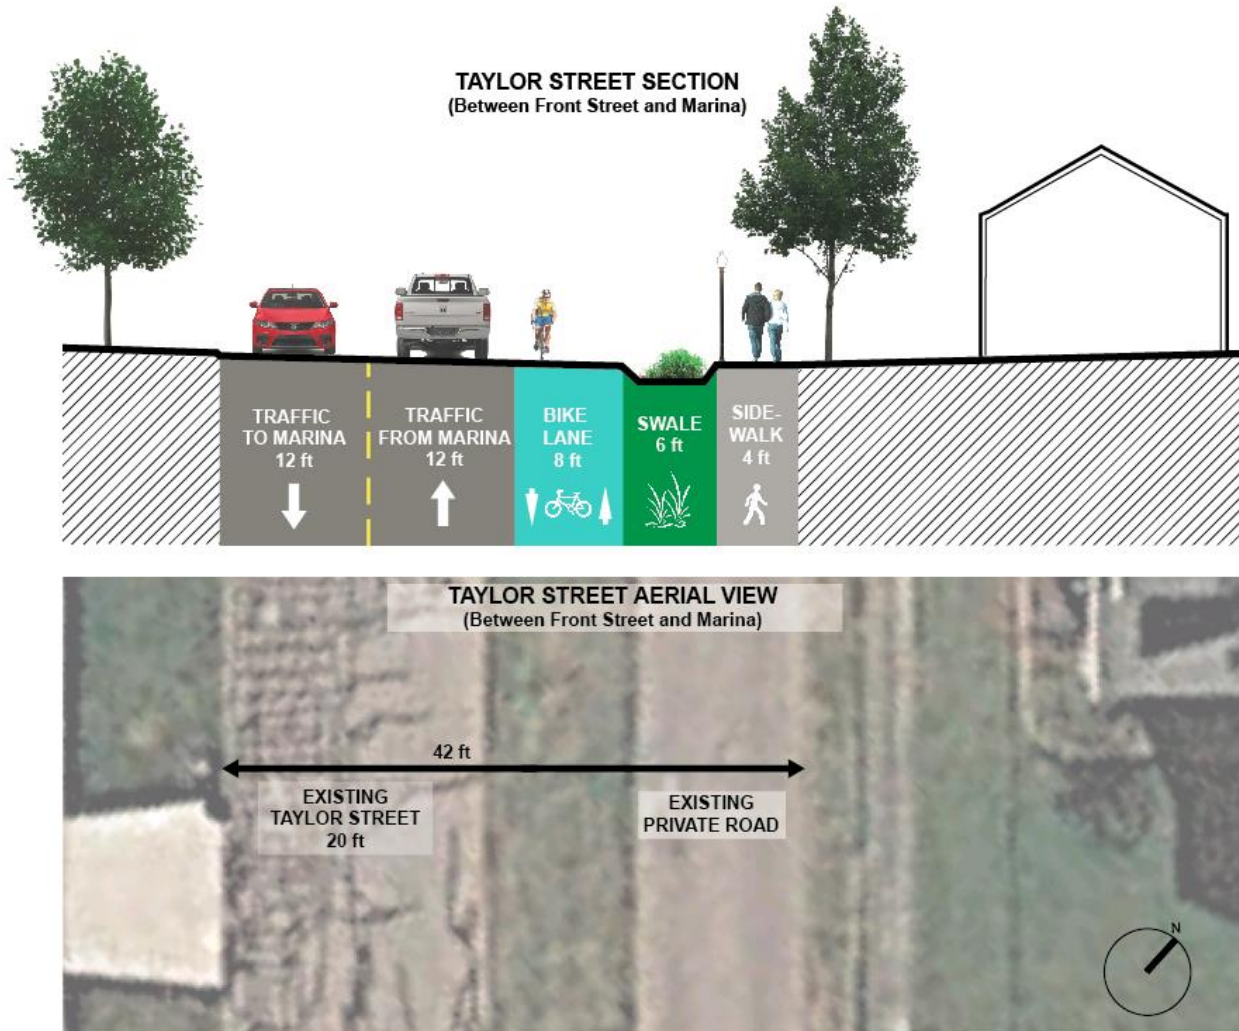 TAYLOR STREET SECTION
(Between Front Street and Marina)
TRAFFIC
TO MARINA
12 ft
TRAFFIC
FROM MARINA
12 ft
BIKE
LANE
8 ft
SWALE
6 ft
SIDE-
WALK
4 ft
TAYLOR STREET AERIAL VIEW
(Between Front Street and Marina)
42 ft
EXISTING
TAYLOR STREET
20 ft
EXISTING
PRIVATE ROAD
N